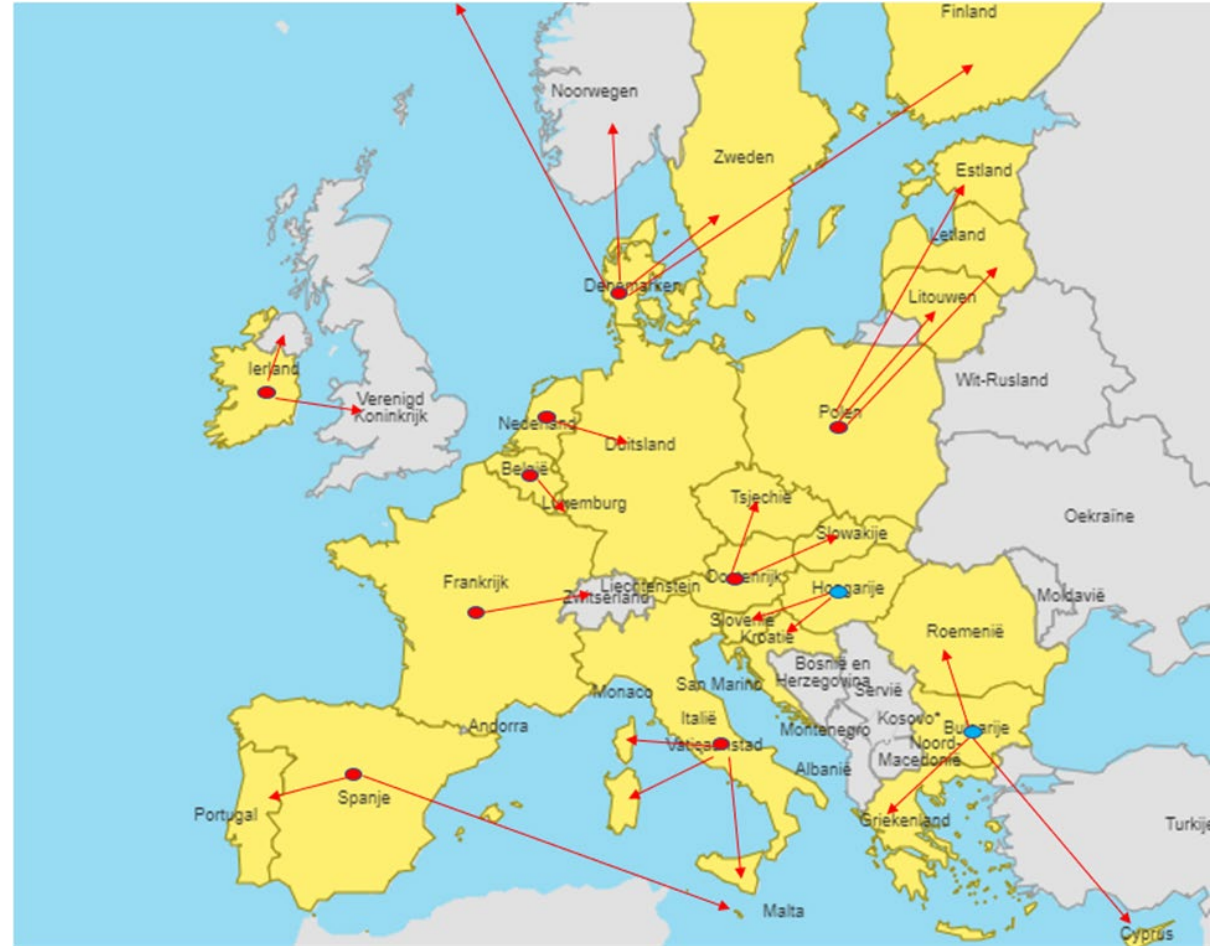 Finland
Noorwegen
Zweden
Estland
Letland
Denemarken
Litouwen
Ierland
Wit-Rusland
Verenigd
Koninkrijk
Polen
Nederland
Duitsland
België
Tsjechië
Luxemburg
Oekraïne
Slowakije
Frankrijk
Oostenrijk
Liechtenstein
Hongarije
Zwitserland
Moldavië
Slovenië
Roemenië
Kroatië
Bosnië en
Herzegovina
San Marino
Monaco
Servië
Italië
Kosovo*
Andorra
Montenegro
Bulgarije
Vaticaanstad
Noord-
Macedonië
Albanië
Spanje
Portugal
Griekenland
Turkije
Malta
Cyprus